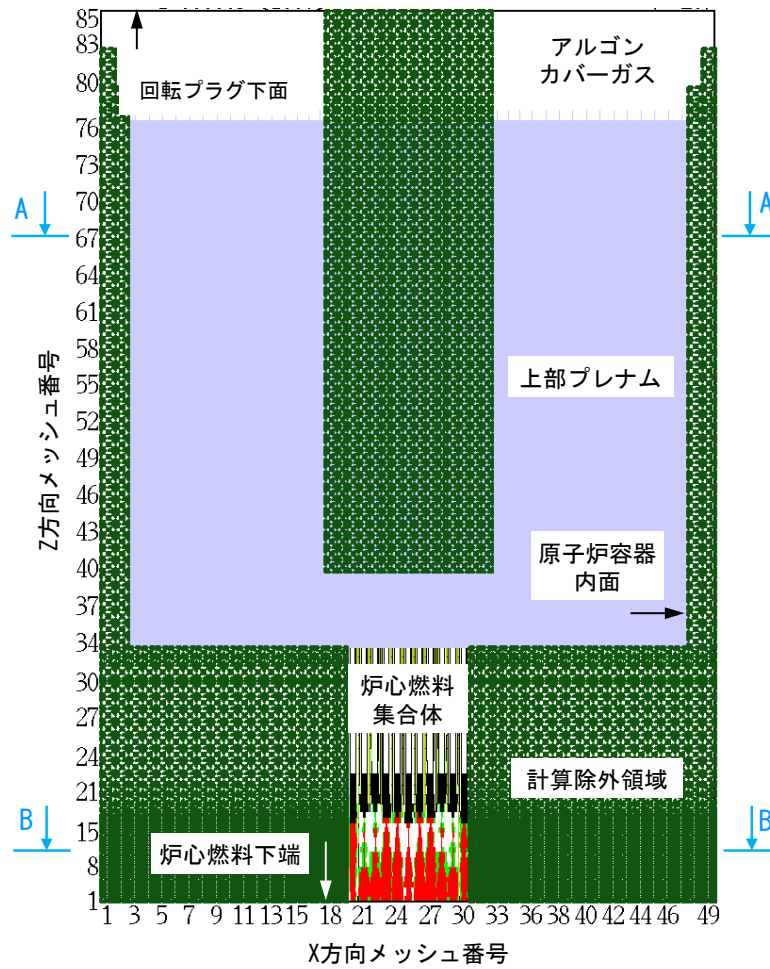 85
83
80
76
73
70
67
64
61
58
55
52
49
46
43
40
37
34
30
27
24
21
15
8
1
Z方向メッシュ番号
アルゴン
カバーガス
回転プラグ下面
A
A
上部プレナム
原子炉容器
内面
炉心燃料
集合体
計算除外領域
B
B
炉心燃料下端
1 3 5 7 9 11 13 15 18 21 24 27 30 33 36 38 40 42 44 46 49
X方向メッシュ番号